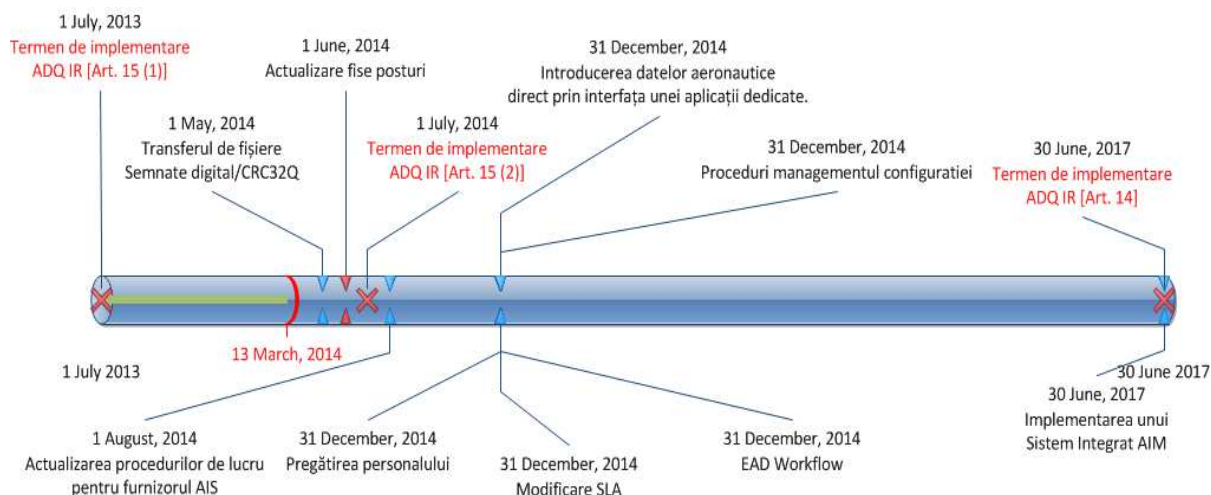 1 July, 2013
Termen de implementare
ADQ IR [Art. 15 (1)]
1 June, 2014
Actualizare fise posturi
31 December, 2014
Introducerea datelor aeronautice
direct prin interfața unei aplicații dedicate.
1 May, 2014
Transferul de fișiere
Semnate digital/CRC32Q
1 July, 2014
Termen de implementare
ADQ IR [Art. 15 (2)]
31 December, 2014
Proceduri managementul configuratiei
30 June, 2017
Termen de implementare
ADQ IR [Art. 14]
13 March, 2014
1 July 2013
30 June 2017
1 August, 2014
Actualizarea procedurilor de lucru
pentru furnizorul AIS
31 December, 2014
Pregătirea personalului
31 December, 2014
Modificare SLA
31 December, 2014
EAD Workflow
30 June, 2017
Implementarea unui
Sistem Integrat AIM